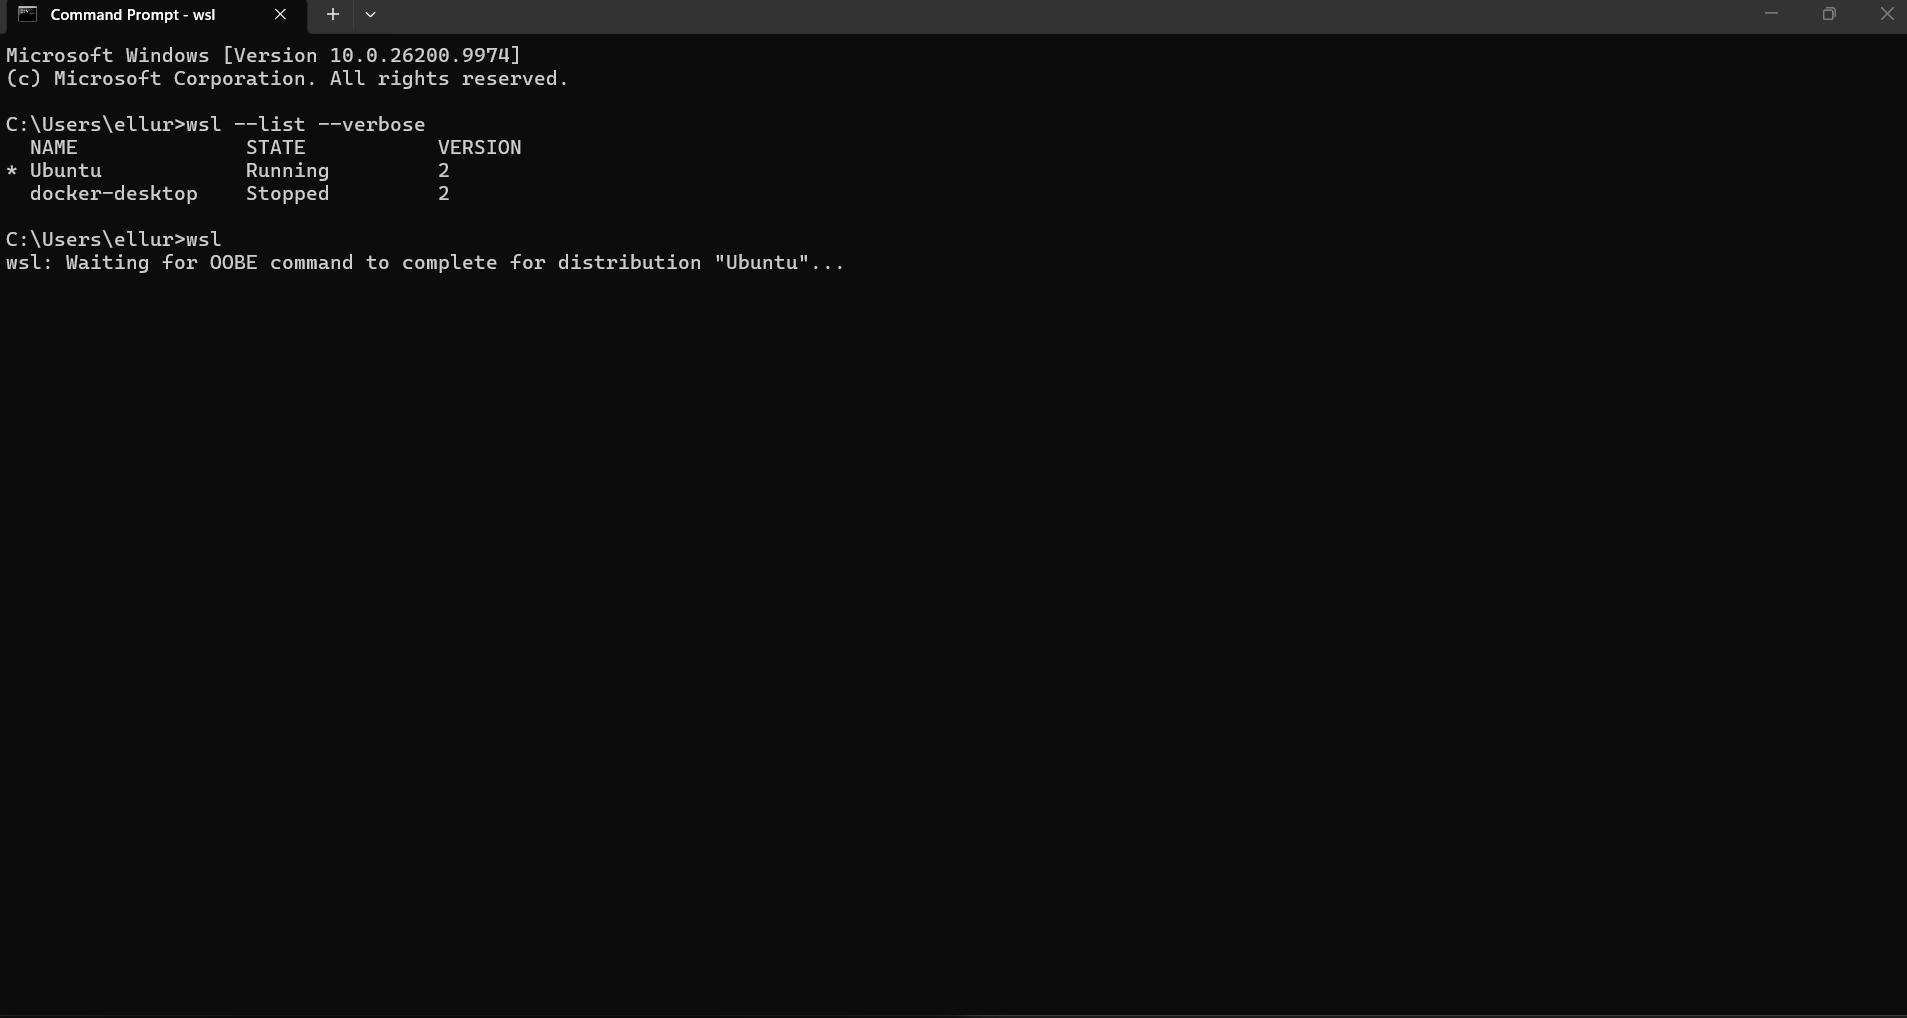 Command Prompt - wsl
Microsoft Windows [Version 10.0.26200.9974]
(c) Microsoft Corporation. All rights reserved.
C:\Users\ellur>wsl --list --verbose
  NAME              STATE           VERSION
* Ubuntu            Running         2
  docker-desktop    Stopped         2
C:\Users\ellur>wsl
wsl: Waiting for OOBE command to complete for distribution "Ubuntu"...